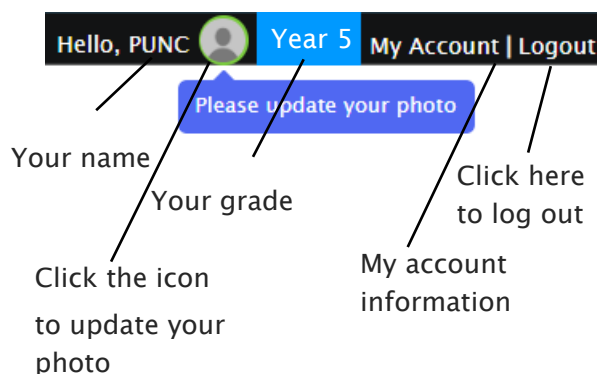 Hello, PUNC Year 5 My Account | Logout
Please update your photo
Your name
Your grade
Click here
to log out
Click the icon
to update your
photo
My account
information